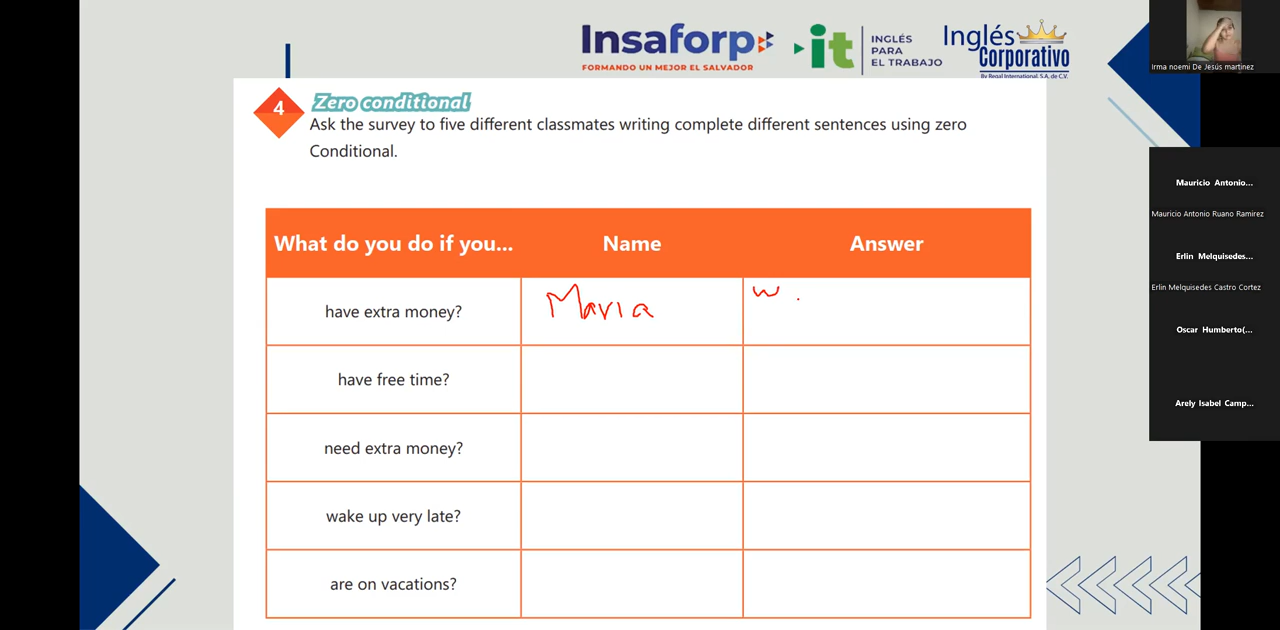 Insaforp
FORMANDO UN MEJOR EL SALVADOR
it
INGLÉS
PARA
EL TRABAJO
Inglés
Corporativo
By Regal International, S.A. de C.V.
Irma noemi De Jesús martinez
4
Zero conditional
Ask the survey to five different classmates writing complete different sentences using zero
Conditional.
What do you do if you... Name Answer
have extra money? Maria w
have free time?
need extra money?
wake up very late?
are on vacations?
Mauricio Antonio...
Mauricio Antonio Ruano Ramirez
Erlin Melquisedes...
Erlin Melquisedes Castro Cortez
Oscar Humberto(...
Arely Isabel Camp...